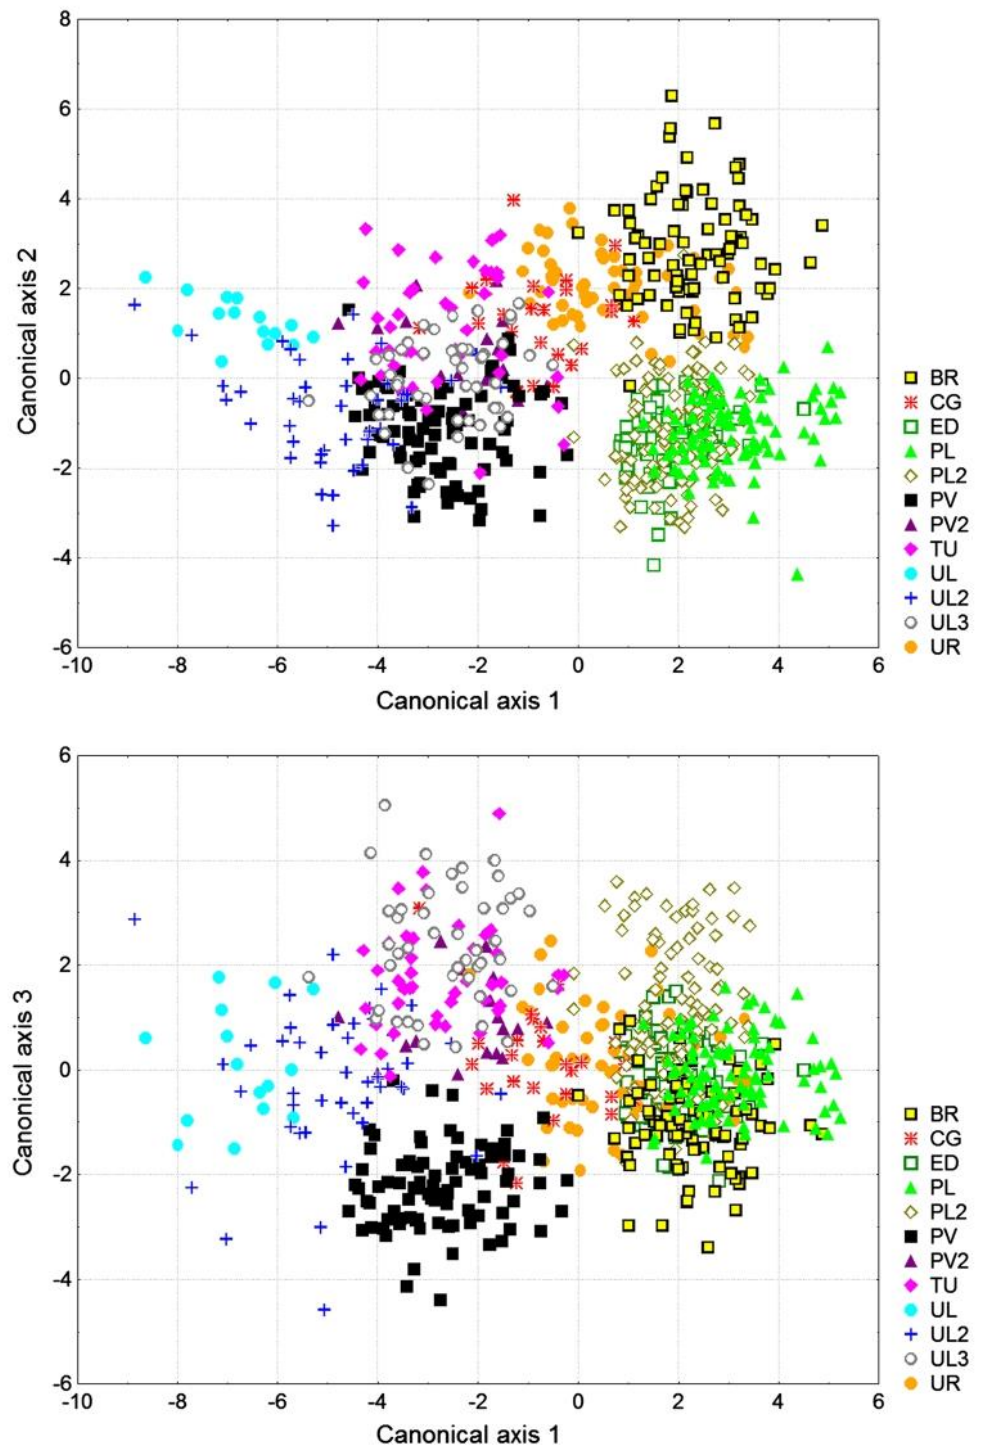 8
6
4
2
0
-2
-4
-6
Canonical axis 2
-10 -8 -6 -4 -2 0 2 4 6
Canonical axis 1
BR
CG
ED
PL
PL2
PV
PV2
TU
UL
UL2
UL3
UR
6
4
2
0
-2
-4
-6
Canonical axis 3
-10 -8 -6 -4 -2 0 2 4 6
Canonical axis 1
BR
CG
ED
PL
PL2
PV
PV2
TU
UL
UL2
UL3
UR